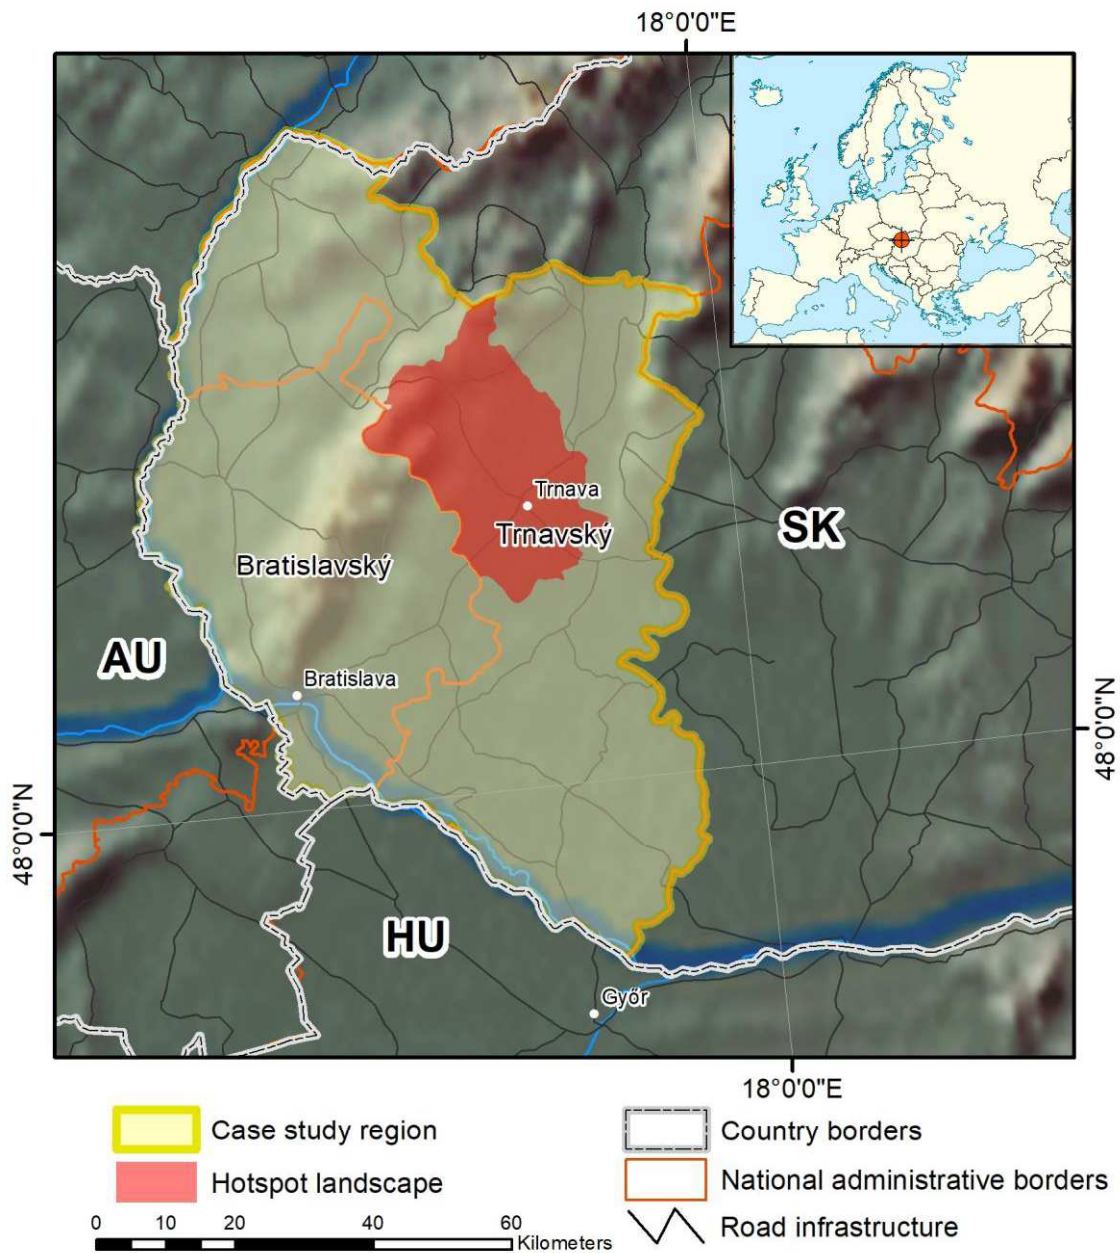 18°0'0"E
Trnava
Trnavský
SK
Bratislavský
AU
Bratislava
48°0'0"N
48°0'0"N
HU
Győr
18°0'0"E
Case study region
Country borders
Hotspot landscape
National administrative borders
Road infrastructure
0 10 20 40 60
Kilometers